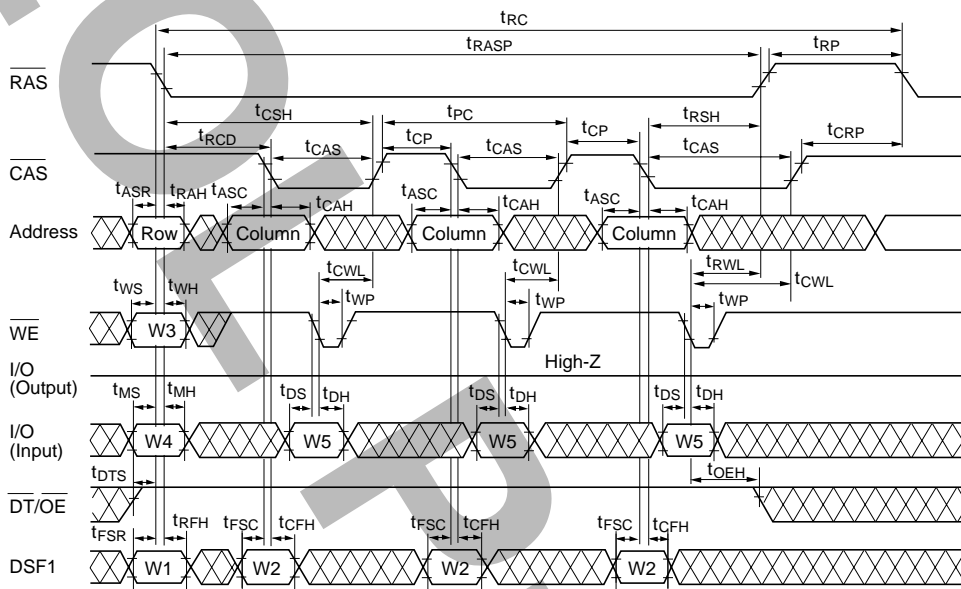 tRC
tRASP
tRP
RAS
tCSH
tPC
tRSH
tRCD
tCAS
tCP
tCAS
tCP
tCAS
tCRP
CAS
tASR
tRAH
tASC
tCAH
tASC
tCAH
tASC
tCAH
Address
Row
Column
Column
Column
tRWL
tCWL
tCWL
tCWL
tWS
tWH
tWP
tWP
tWP
WE
W3
I/O
(Output)
High-Z
tMS
tMH
tDS
tDH
tDS
tDH
tDS
tDH
I/O
(Input)
W4
W5
W5
W5
tDTS
tOEH
DT/OE
tFSR
tRFH
tFSC
tCFH
tFSC
tCFH
tFSC
tCFH
DSF1
W1
W2
W2
W2